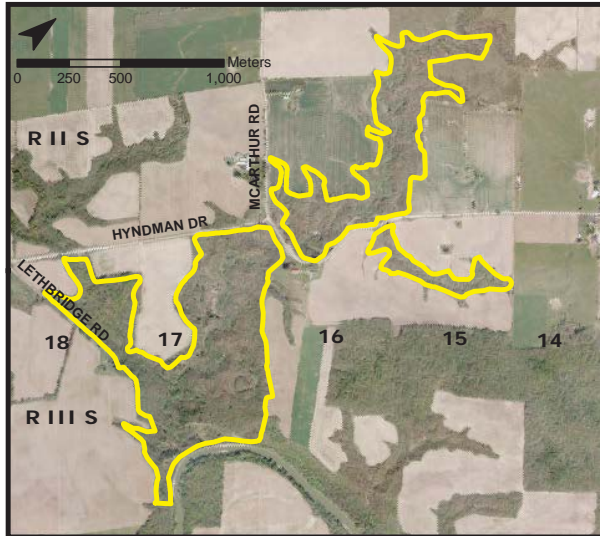 Meters
0 250 500 1,000
R II S
MCARTHUR RD
HYNDMAN DR
LETHBRIDGE RD
18 17 16 15 14
R III S